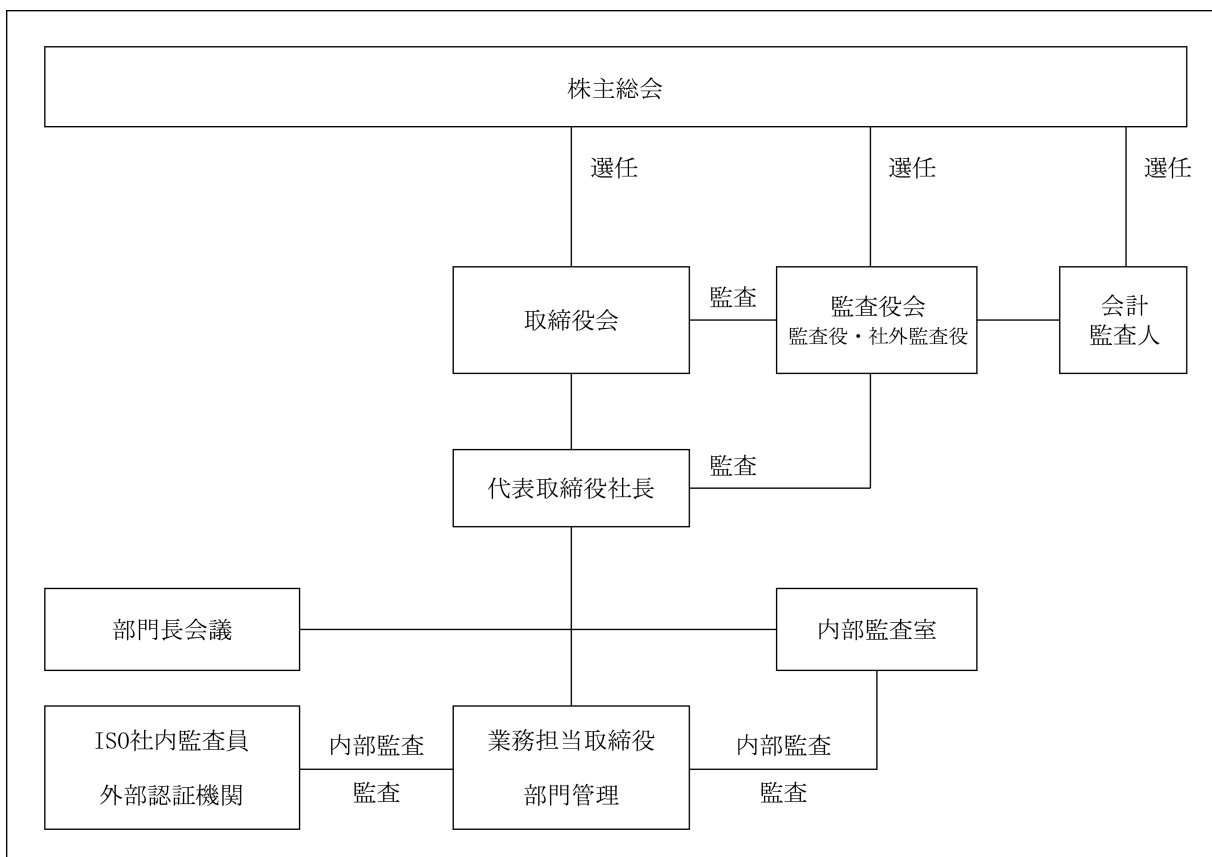 株主総会
選任
選任
選任
取締役会
監査
監査役会
監査役・社外監査役
会計
監査人
代表取締役社長
監査
部門長会議
内部監査室
ISO社内監査員
外部認証機関
内部監査
監査
業務担当取締役
部門管理
内部監査
監査